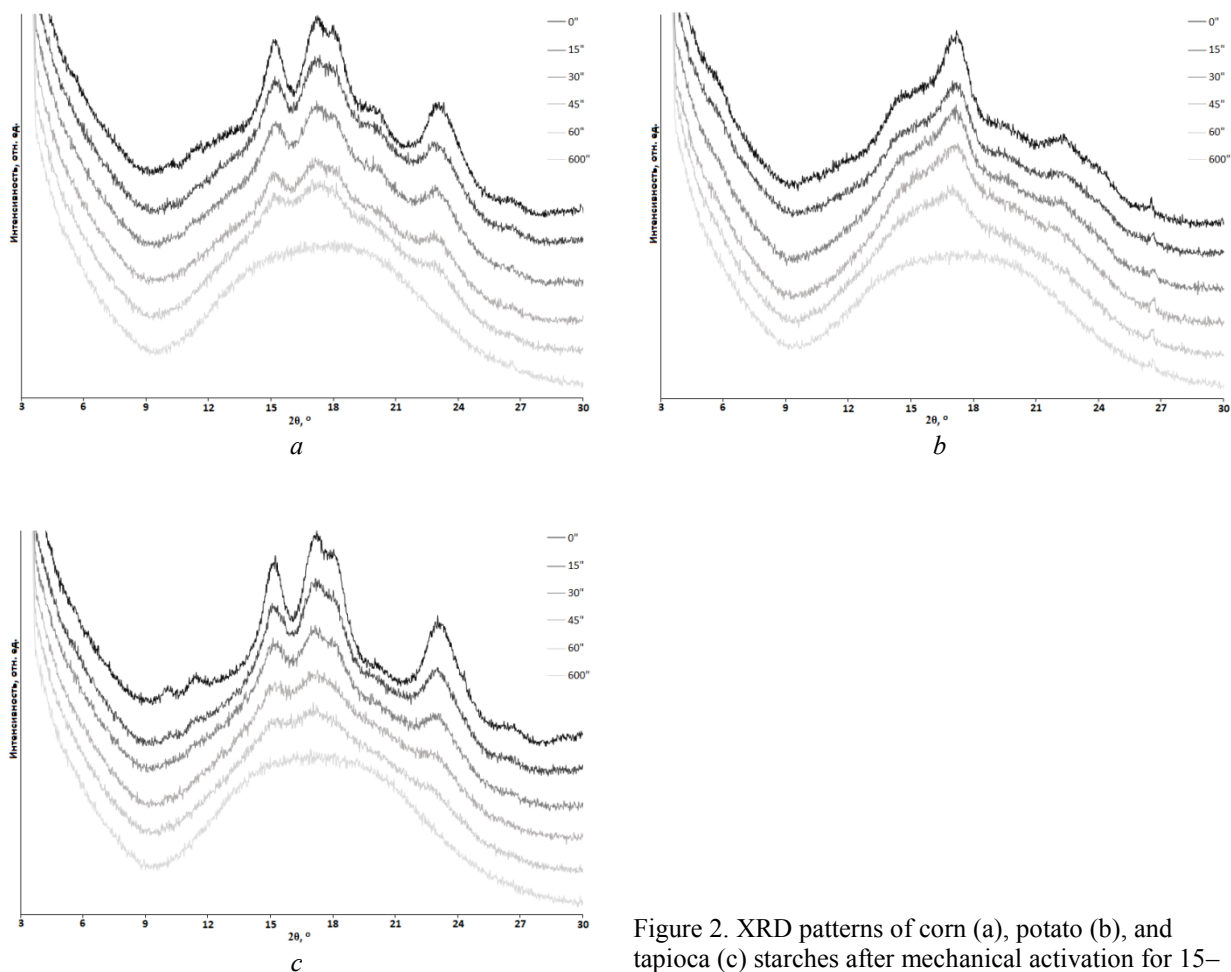 Интенсивность, отн. ед.
0"
15"
30"
45"
60"
600"
3 6 9 12 15 18 21 24 27 30
2θ, °
a
Интенсивность, отн. ед.
0"
15"
30"
45"
60"
600"
3 6 9 12 15 18 21 24 27 30
2θ, °
b
Интенсивность, отн. ед.
0"
15"
30"
45"
60"
600"
3 6 9 12 15 18 21 24 27 30
2θ, °
c
Figure 2. XRD patterns of corn (a), potato (b), and
tapioca (c) starches after mechanical activation for 15–